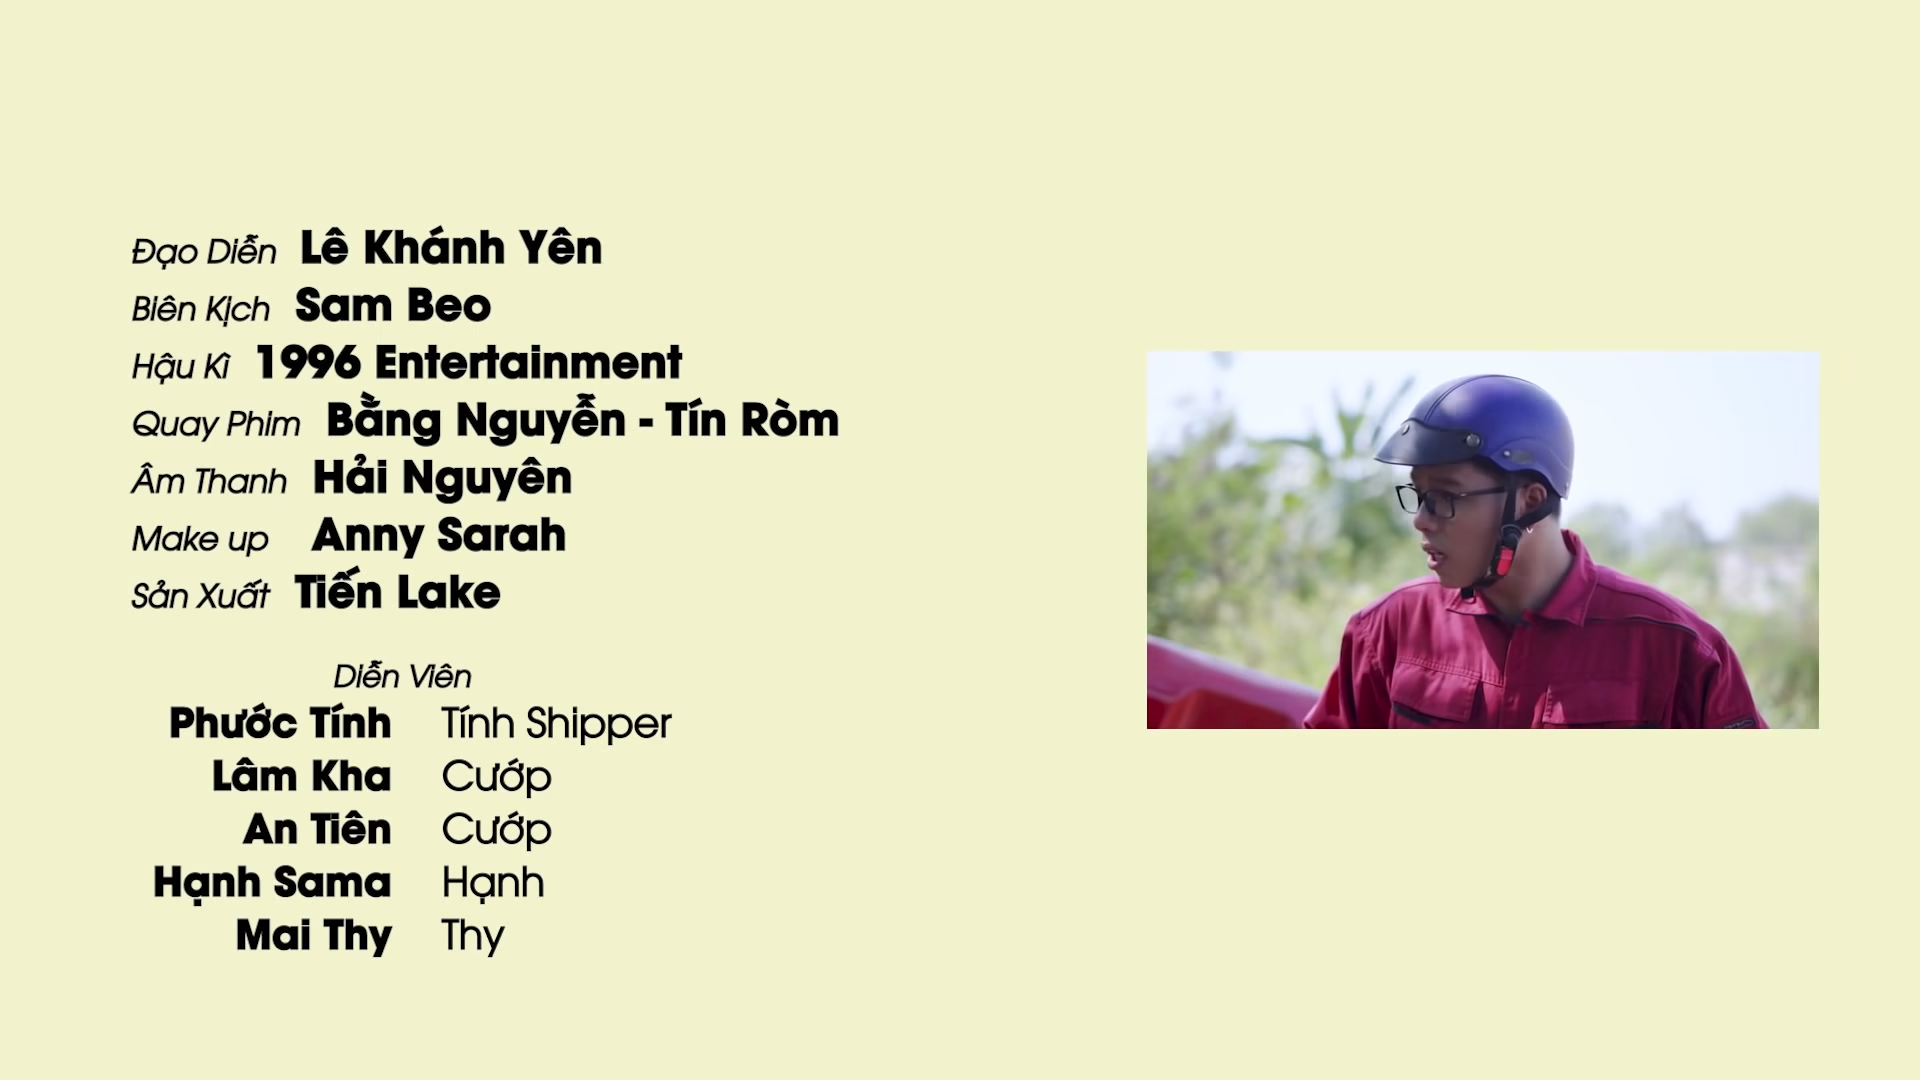 Đạo Diễn Lê Khánh Yên
Biên Kịch Sam Beo
Hậu Kì 1996 Entertainment
Quay Phim Bằng Nguyễn - Tín Ròm
Âm Thanh Hải Nguyên
Make up Anny Sarah
Sản Xuất Tiến Lake
Diễn Viên
Phước Tính Tính Shipper
Lâm Kha Cướp
An Tiên Cướp
Hạnh Sama Hạnh
Mai Thy Thy